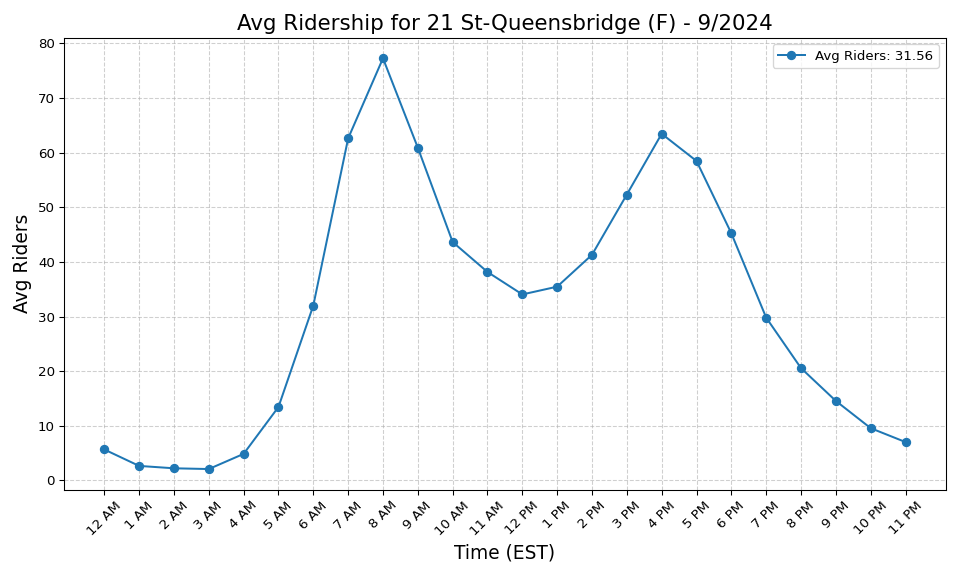 Avg Ridership for 21 St-Queensbridge (F) - 9/2024
Avg Riders: 31.56
80
70
60
50
40
30
20
10
0
Avg Riders
12 AM
1 AM
2 AM
3 AM
4 AM
5 AM
6 AM
7 AM
8 AM
9 AM
10 AM
11 AM
12 PM
1 PM
2 PM
3 PM
4 PM
5 PM
6 PM
7 PM
8 PM
9 PM
10 PM
11 PM
Time (EST)